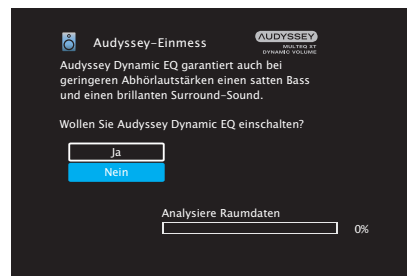 Audyssey-Einmess
AUDYSSEY
MULTEQ XT
DYNAMIC VOLUME
Audyssey Dynamic EQ garantiert auch bei
geringeren Abhörlautstärken einen satten Bass
und einen brillanten Surround-Sound.
Wollen Sie Audyssey Dynamic EQ einschalten?
Ja
Nein
Analysiere Raumdaten
0%